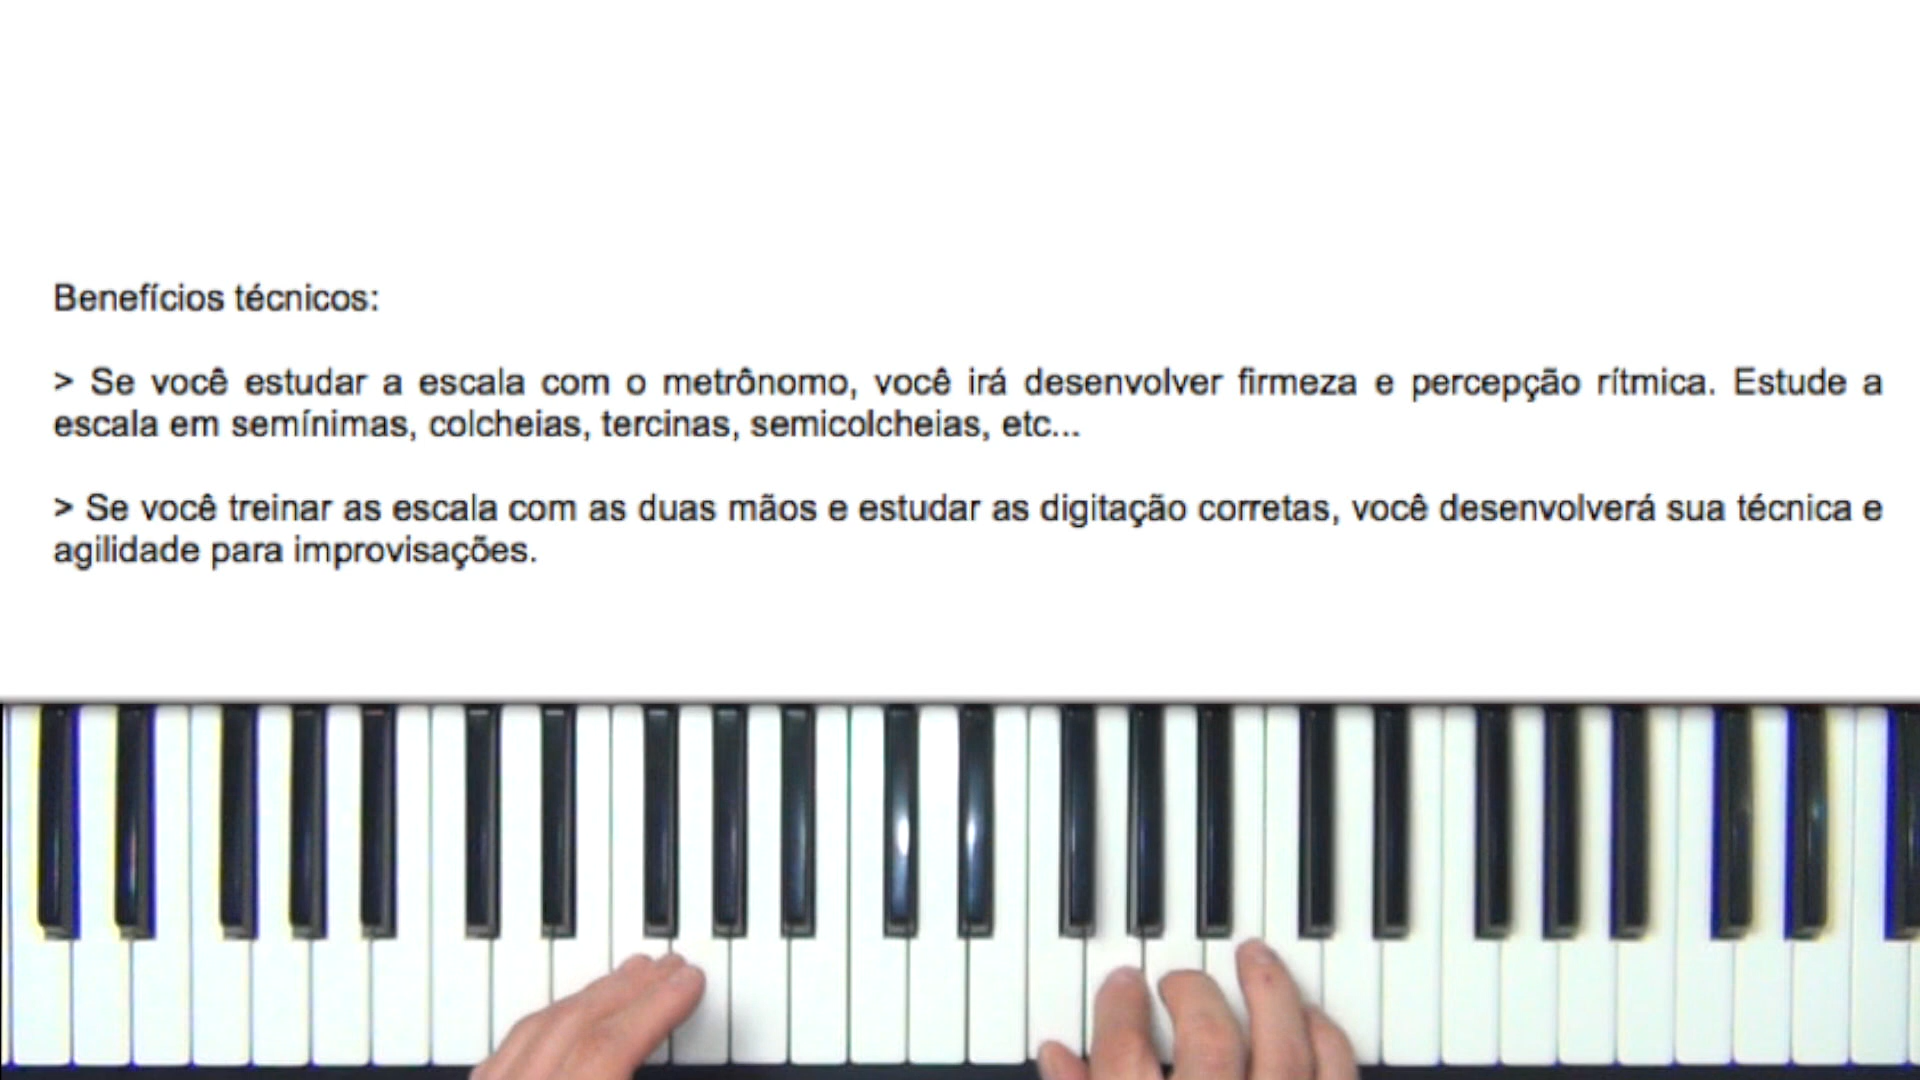 Benefícios técnicos:
> Se você estudar a escala com o metrônomo, você irá desenvolver firmeza e percepção rítmica. Estude a
escala em semínimas, colcheias, tercinas, semicolcheias, etc...
> Se você treinar as escala com as duas mãos e estudar as digitação corretas, você desenvolverá sua técnica e
agilidade para improvisações.